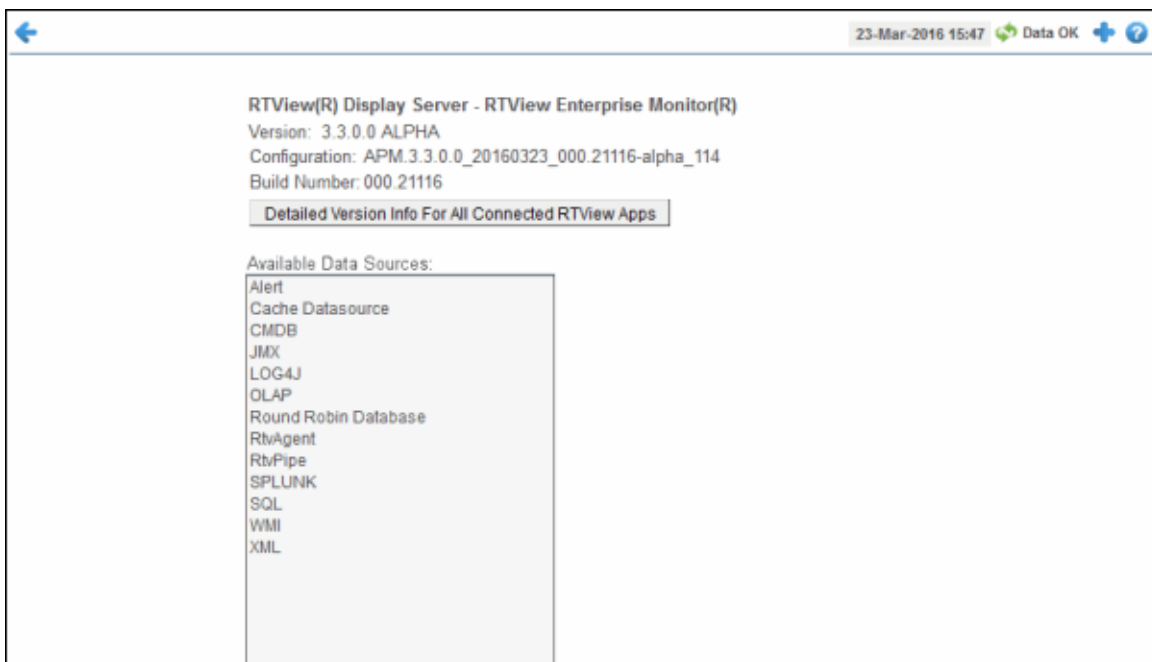 23-Mar-2016 15:47 Data OK
RTView(R) Display Server - RTView Enterprise Monitor(R)
Version: 3.3.0.0 ALPHA
Configuration: APM.3.3.0.0_20160323_000.21116-alpha_114
Build Number: 000.21116
Detailed Version Info For All Connected RTView Apps
Available Data Sources:
Alert
Cache Datasource
CMDB
JMX
LOG4J
OLAP
Round Robin Database
RtvAgent
RtvPipe
SPLUNK
SQL
WMI
XML